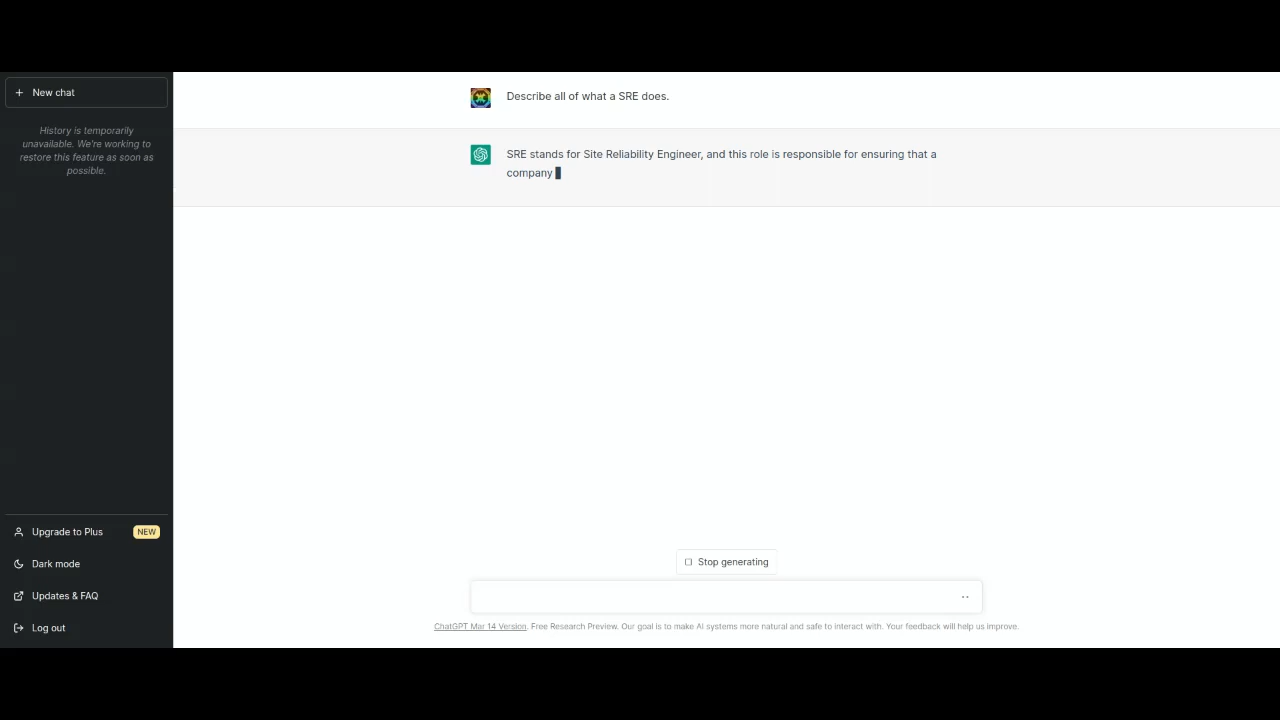 New chat
History is temporarily
unavailable. We're working to
restore this feature as soon as
possible.
Upgrade to Plus NEW
Dark mode
Updates & FAQ
Log out
Describe all of what a SRE does.
SRE stands for Site Reliability Engineer, and this role is responsible for ensuring that a
company
Stop generating
ChatGPT Mar 14 Version. Free Research Preview. Our goal is to make AI systems more natural and safe to interact with. Your feedback will help us improve.